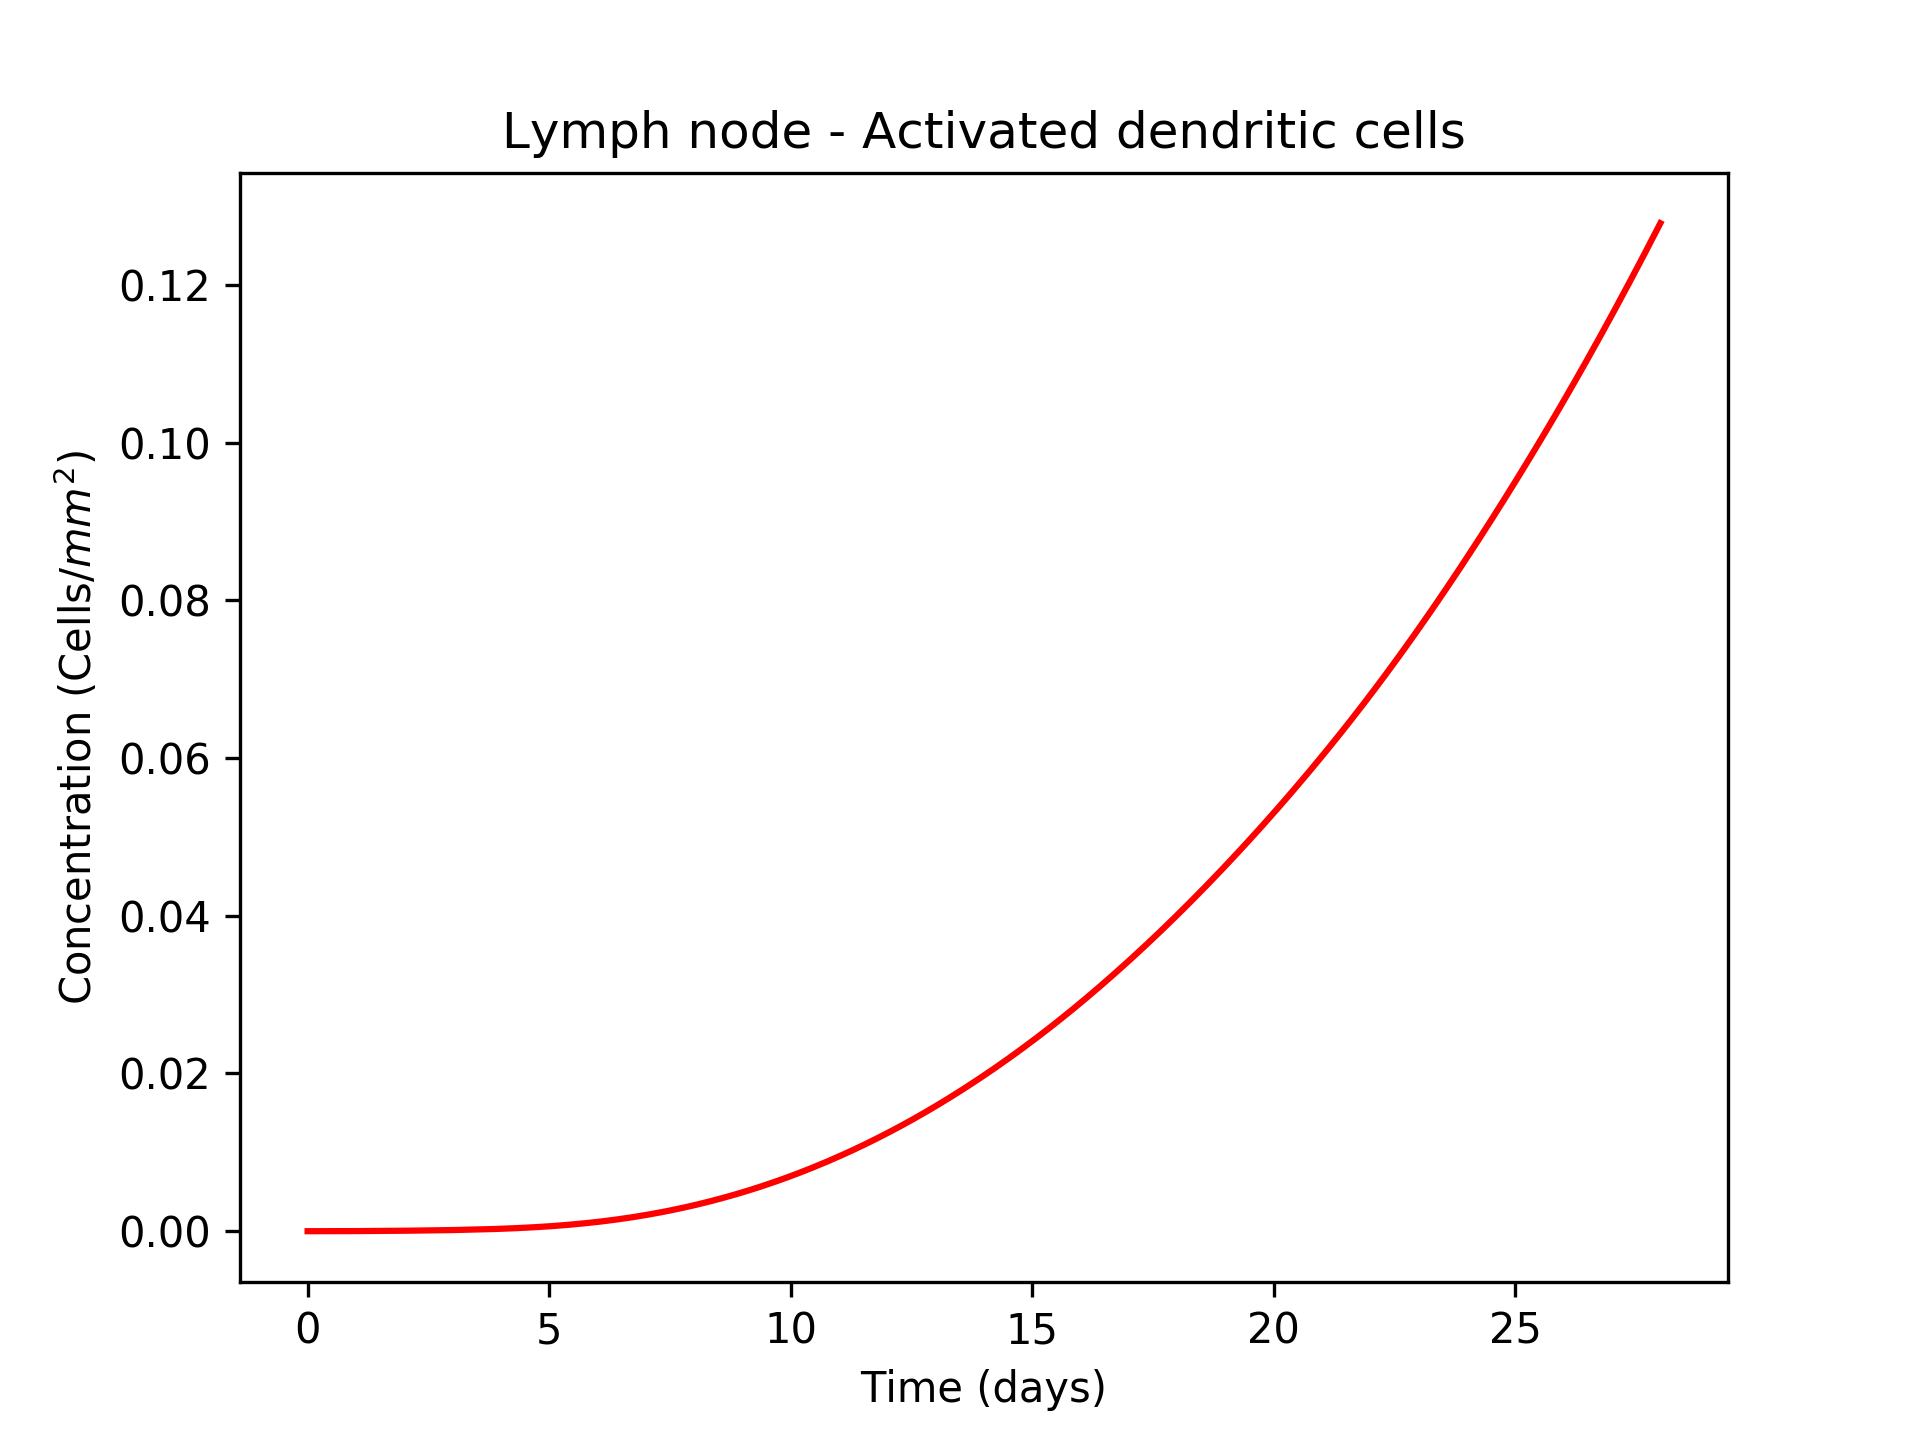 Lymph node - Activated dendritic cells
0.12
0.10
0.08
0.06
0.04
0.02
0.00
Concentration (Cells/mm²)
0 5 10 15 20 25
Time (days)